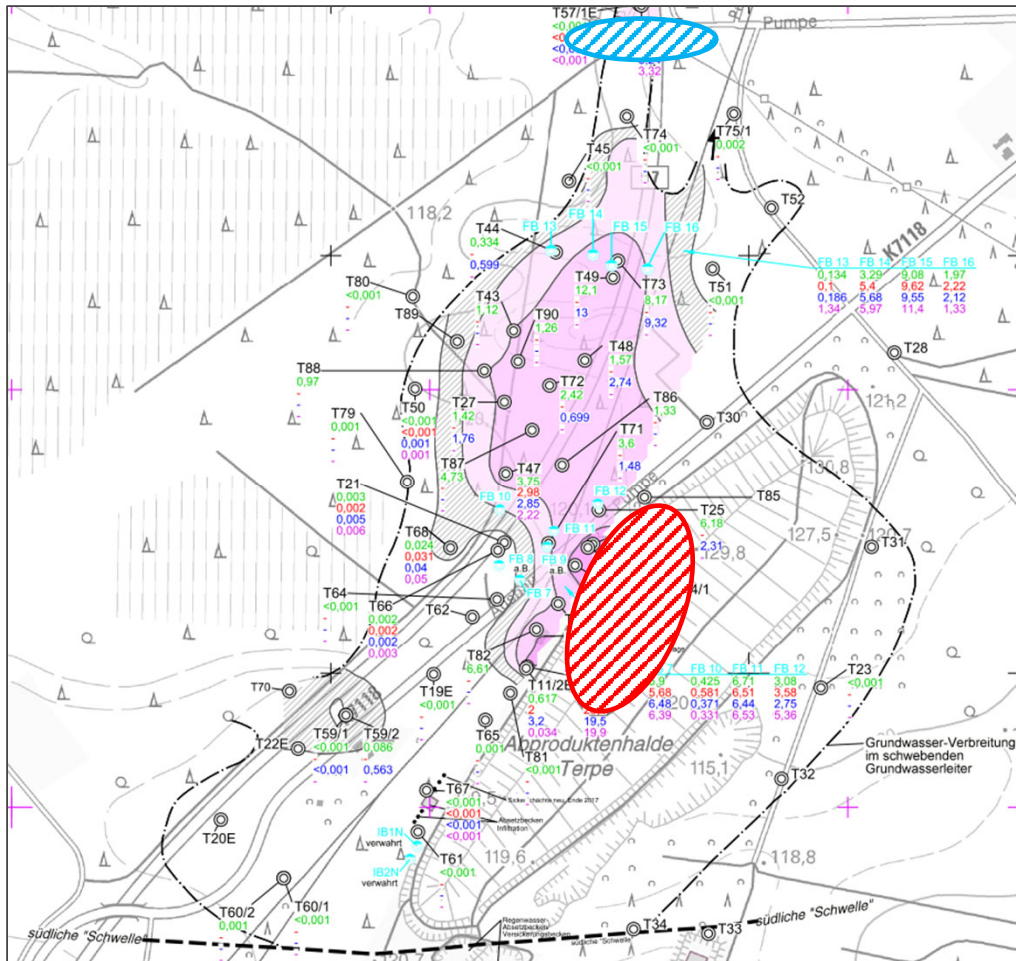 T57/1E
3,32
Pumpe
T74
<0,001
T75/1
0,002
T45
<0,001
7
T52
118,2
K7118
FB 14
T44
0,334
-
0,599
FB 13
FB 15
FB 16
T49
12,1
-
13
T73
8,17
-
9,32
T51
<0,001
FB 13 FB 14 FB 15 FB 16
0,134 3,29 9,08 1,97
0,1 5,4 9,62 2,22
0,186 5,68 9,55 2,12
1,34 5,97 11,4 1,33
T80
<0,001
T43
1,12
T90
1,26
T89
T48
1,57
-
2,74
T28
T88
0,97
T72
2,42
-
0,699
T86
1,33
121,2
T79
0,001
T50
<0,001
<0,001
0,001
0,001
T27
1,42
-
1,76
T30
T71
3,6
-
1,48
T87
4,73
T47
3,75
2,98
2,85
2,22
130,8
T21
0,003
0,002
0,005
0,006
FB 10
FB 12
Pumpe
T85
T25
6,18
-
2,31
127,5
T31
T68
0,024
0,031
0,04
0,05
FB 11
FB 8
a.B.
FB 9
a.B.
FB 7
129,8
T64
<0,001
T66
0,002
0,002
0,002
0,003
T62
4/1
T82
6,61
T70
T19E
<0,001
T11/2E
0,617
2
3,2
0,034
19,5
19,9
FB 10 FB 11 FB 12
0,425 6,71 3,08
5,68 0,581 6,51 3,58
6,48 0,371 6,44 2,75
6,39 0,331 6,53 5,36
T23
<0,001
7118
T59/1
<0,001
-
<0,001
T59/2
0,086
-
0,563
T22E
T65
0,001
T81
<0,001
Abproduktenhalde
Terpe
115,1
Grundwasser-Verbreitung
im schwebenden
Grundwasserleiter
T32
T67
<0,001
<0,001
<0,001
<0,001
Absetzbecken
Infiltration
T20E
IB1N
verwahrt
T61
<0,001
IB2N
verwahrt
119,6
118,8
T60/2
0,001
T60/1
<0,001
südliche "Schwelle"
Regenwasser-
Absetzbecken
Versickerungsbecken
südliche "Schwelle"
T34
T33
südliche "Schwelle"